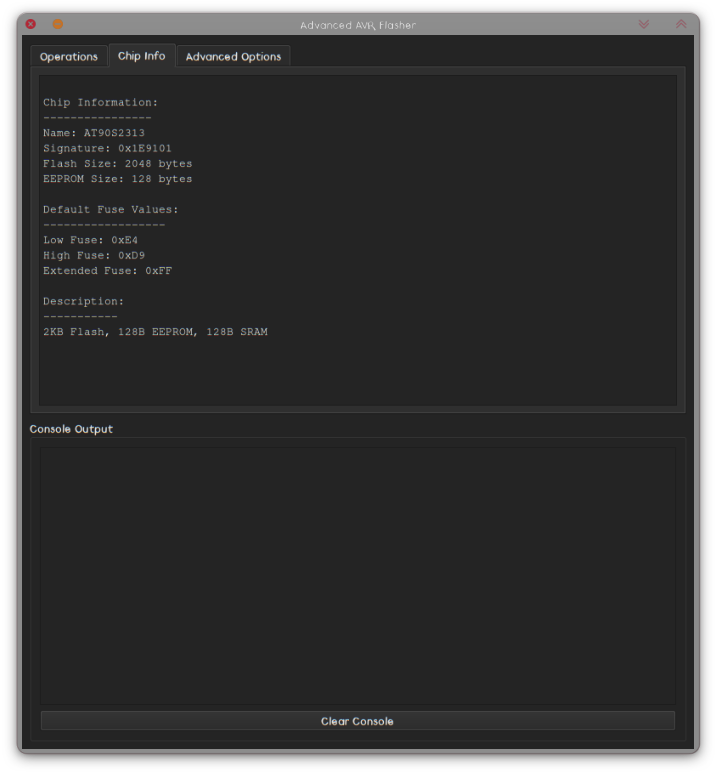 Advanced AVR Flasher
Operations
Chip Info
Advanced Options
Chip Information:
----------------
Name: AT90S2313
Signature: 0x1E9101
Flash Size: 2048 bytes
EEPROM Size: 128 bytes
Default Fuse Values:
------------------
Low Fuse: 0xE4
High Fuse: 0xD9
Extended Fuse: 0xFF
Description:
-----------
2KB Flash, 128B EEPROM, 128B SRAM
Console Output
Clear Console